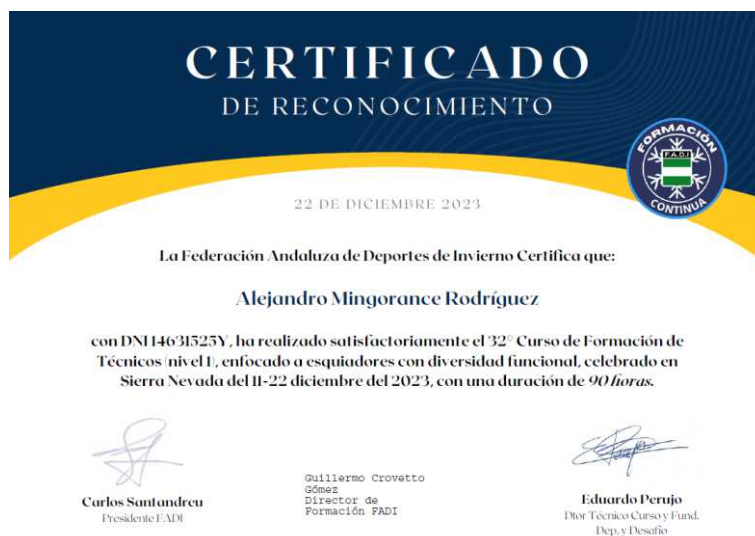 CERTIFICADO
DE RECONOCIMIENTO
FORMACIÓN
FADI
CONTINUA
22 DE DICIEMBRE 2023
La Federación Andaluza de Deportes de Invierno Certifica que:
Alejandro Mingorance Rodríguez
con DNI 14631525Y, ha realizado satisfactoriamente el 32º Curso de Formación de
Técnicos (nivel 1), enfocado a esquiadores con diversidad funcional, celebrado en
Sierra Nevada del 11-22 diciembre del 2023, con una duración de 90 horas.
Carlos Santandreu
Presidente FADI
Guillermo Crovetto
Gómez
Director de
Formación FADI
Eduardo Perujo
Dtor Técnico Curso y Fund.
Dep. y Desafío